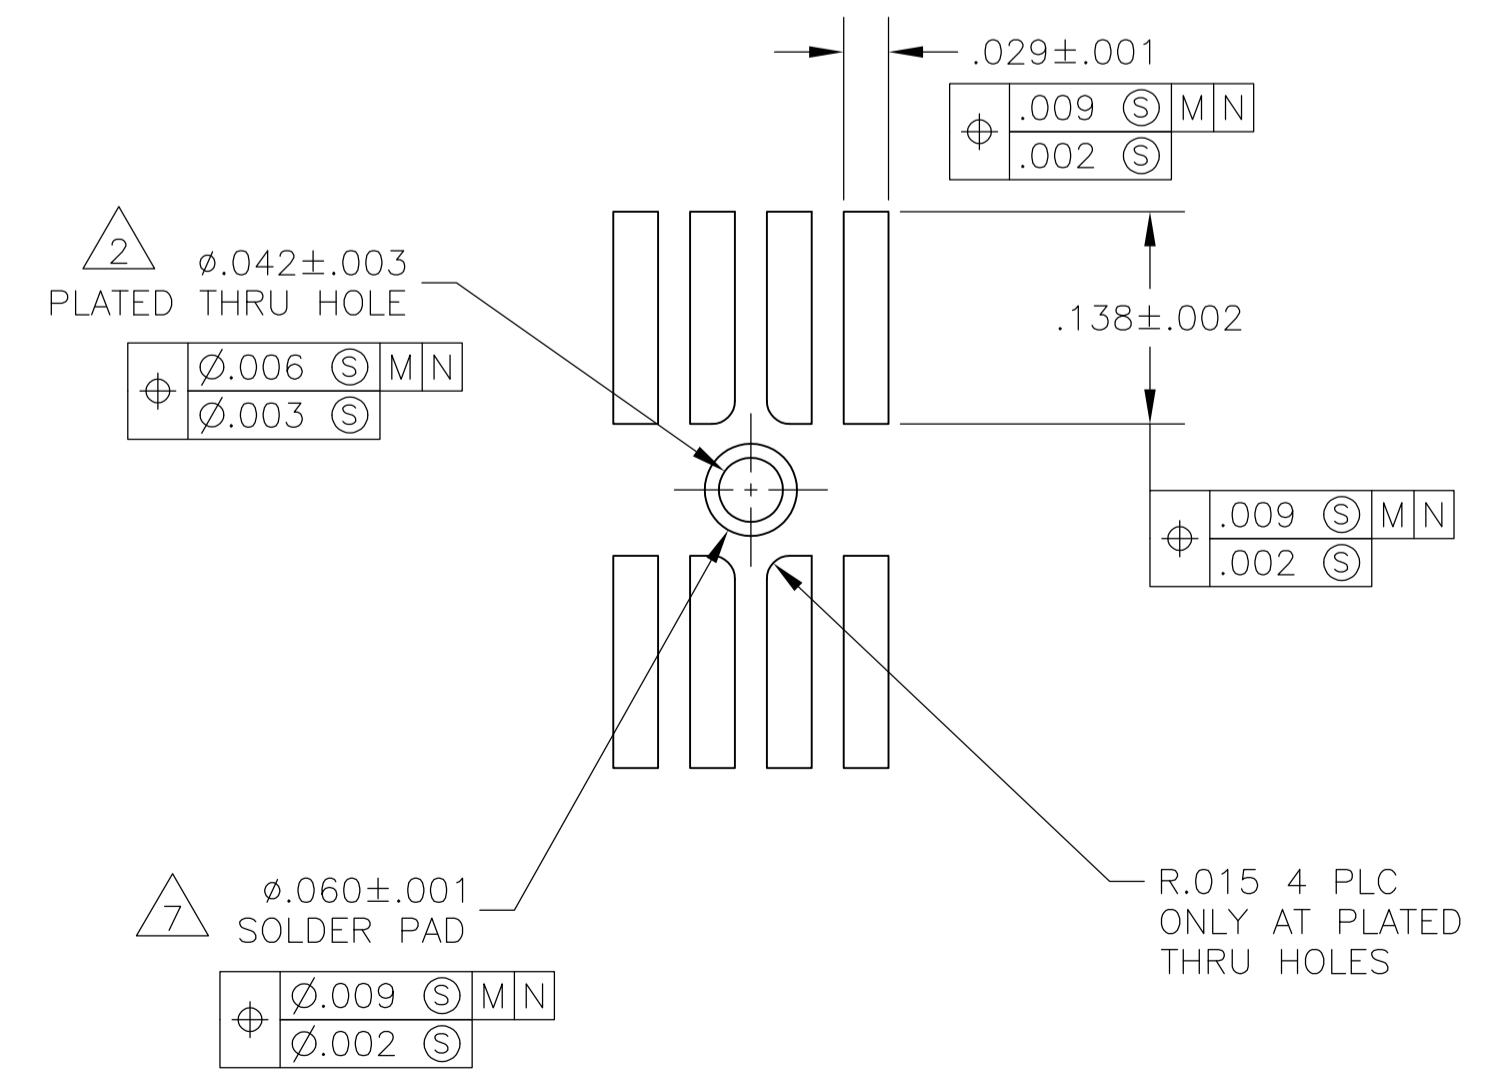 .029±.001
⌖ .009 Ⓢ M N
.002 Ⓢ
2 ⌀.042±.003
PLATED THRU HOLE
⌖ ⌀.006 Ⓢ M N
⌀.003 Ⓢ
.138±.002
⌖ .009 Ⓢ M N
.002 Ⓢ
7 ⌀.060±.001
SOLDER PAD
⌖ ⌀.009 Ⓢ M N
⌀.002 Ⓢ
R.015 4 PLC
ONLY AT PLATED
THRU HOLES